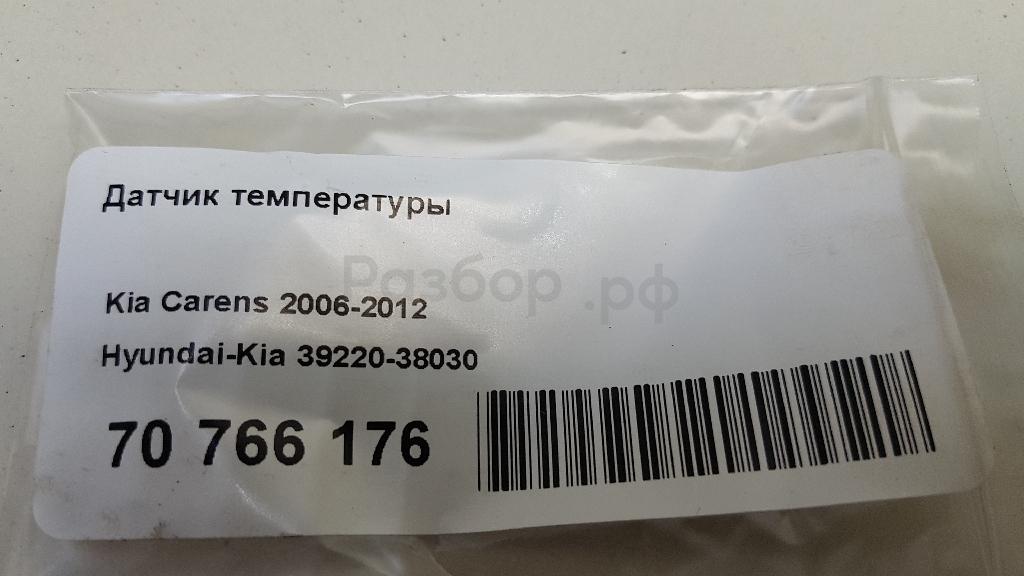 Датчик температуры
Разбор.рф
Kia Carens 2006-2012
Hyundai-Kia 39220-38030
70 766 176